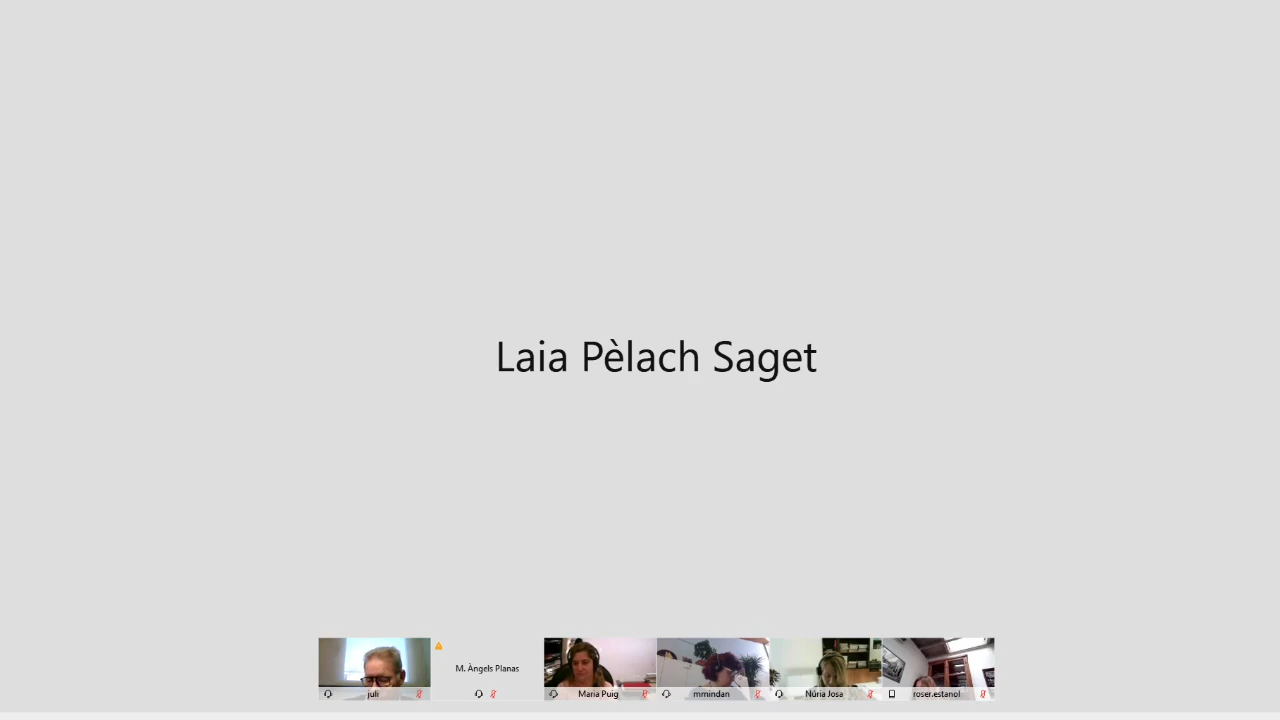 Laia Pèlach Saget
M. Àngels Planas
juli
Maria Puig
mmindan
Núria Josa
roser.estanol